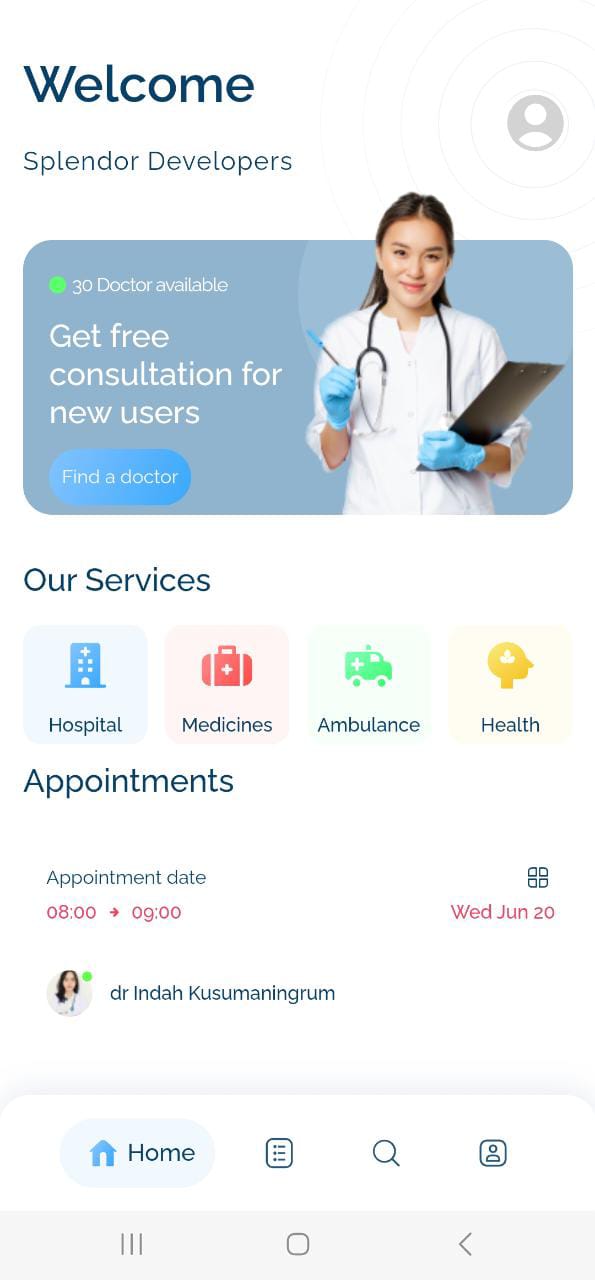 Welcome
Splendor Developers
30 Doctor available
Get free
consultation for
new users
Find a doctor
Our Services
Hospital
Medicines
Ambulance
Health
Appointments
Appointment date
08:00 → 09:00
Wed Jun 20
dr Indah Kusumaningrum
Home